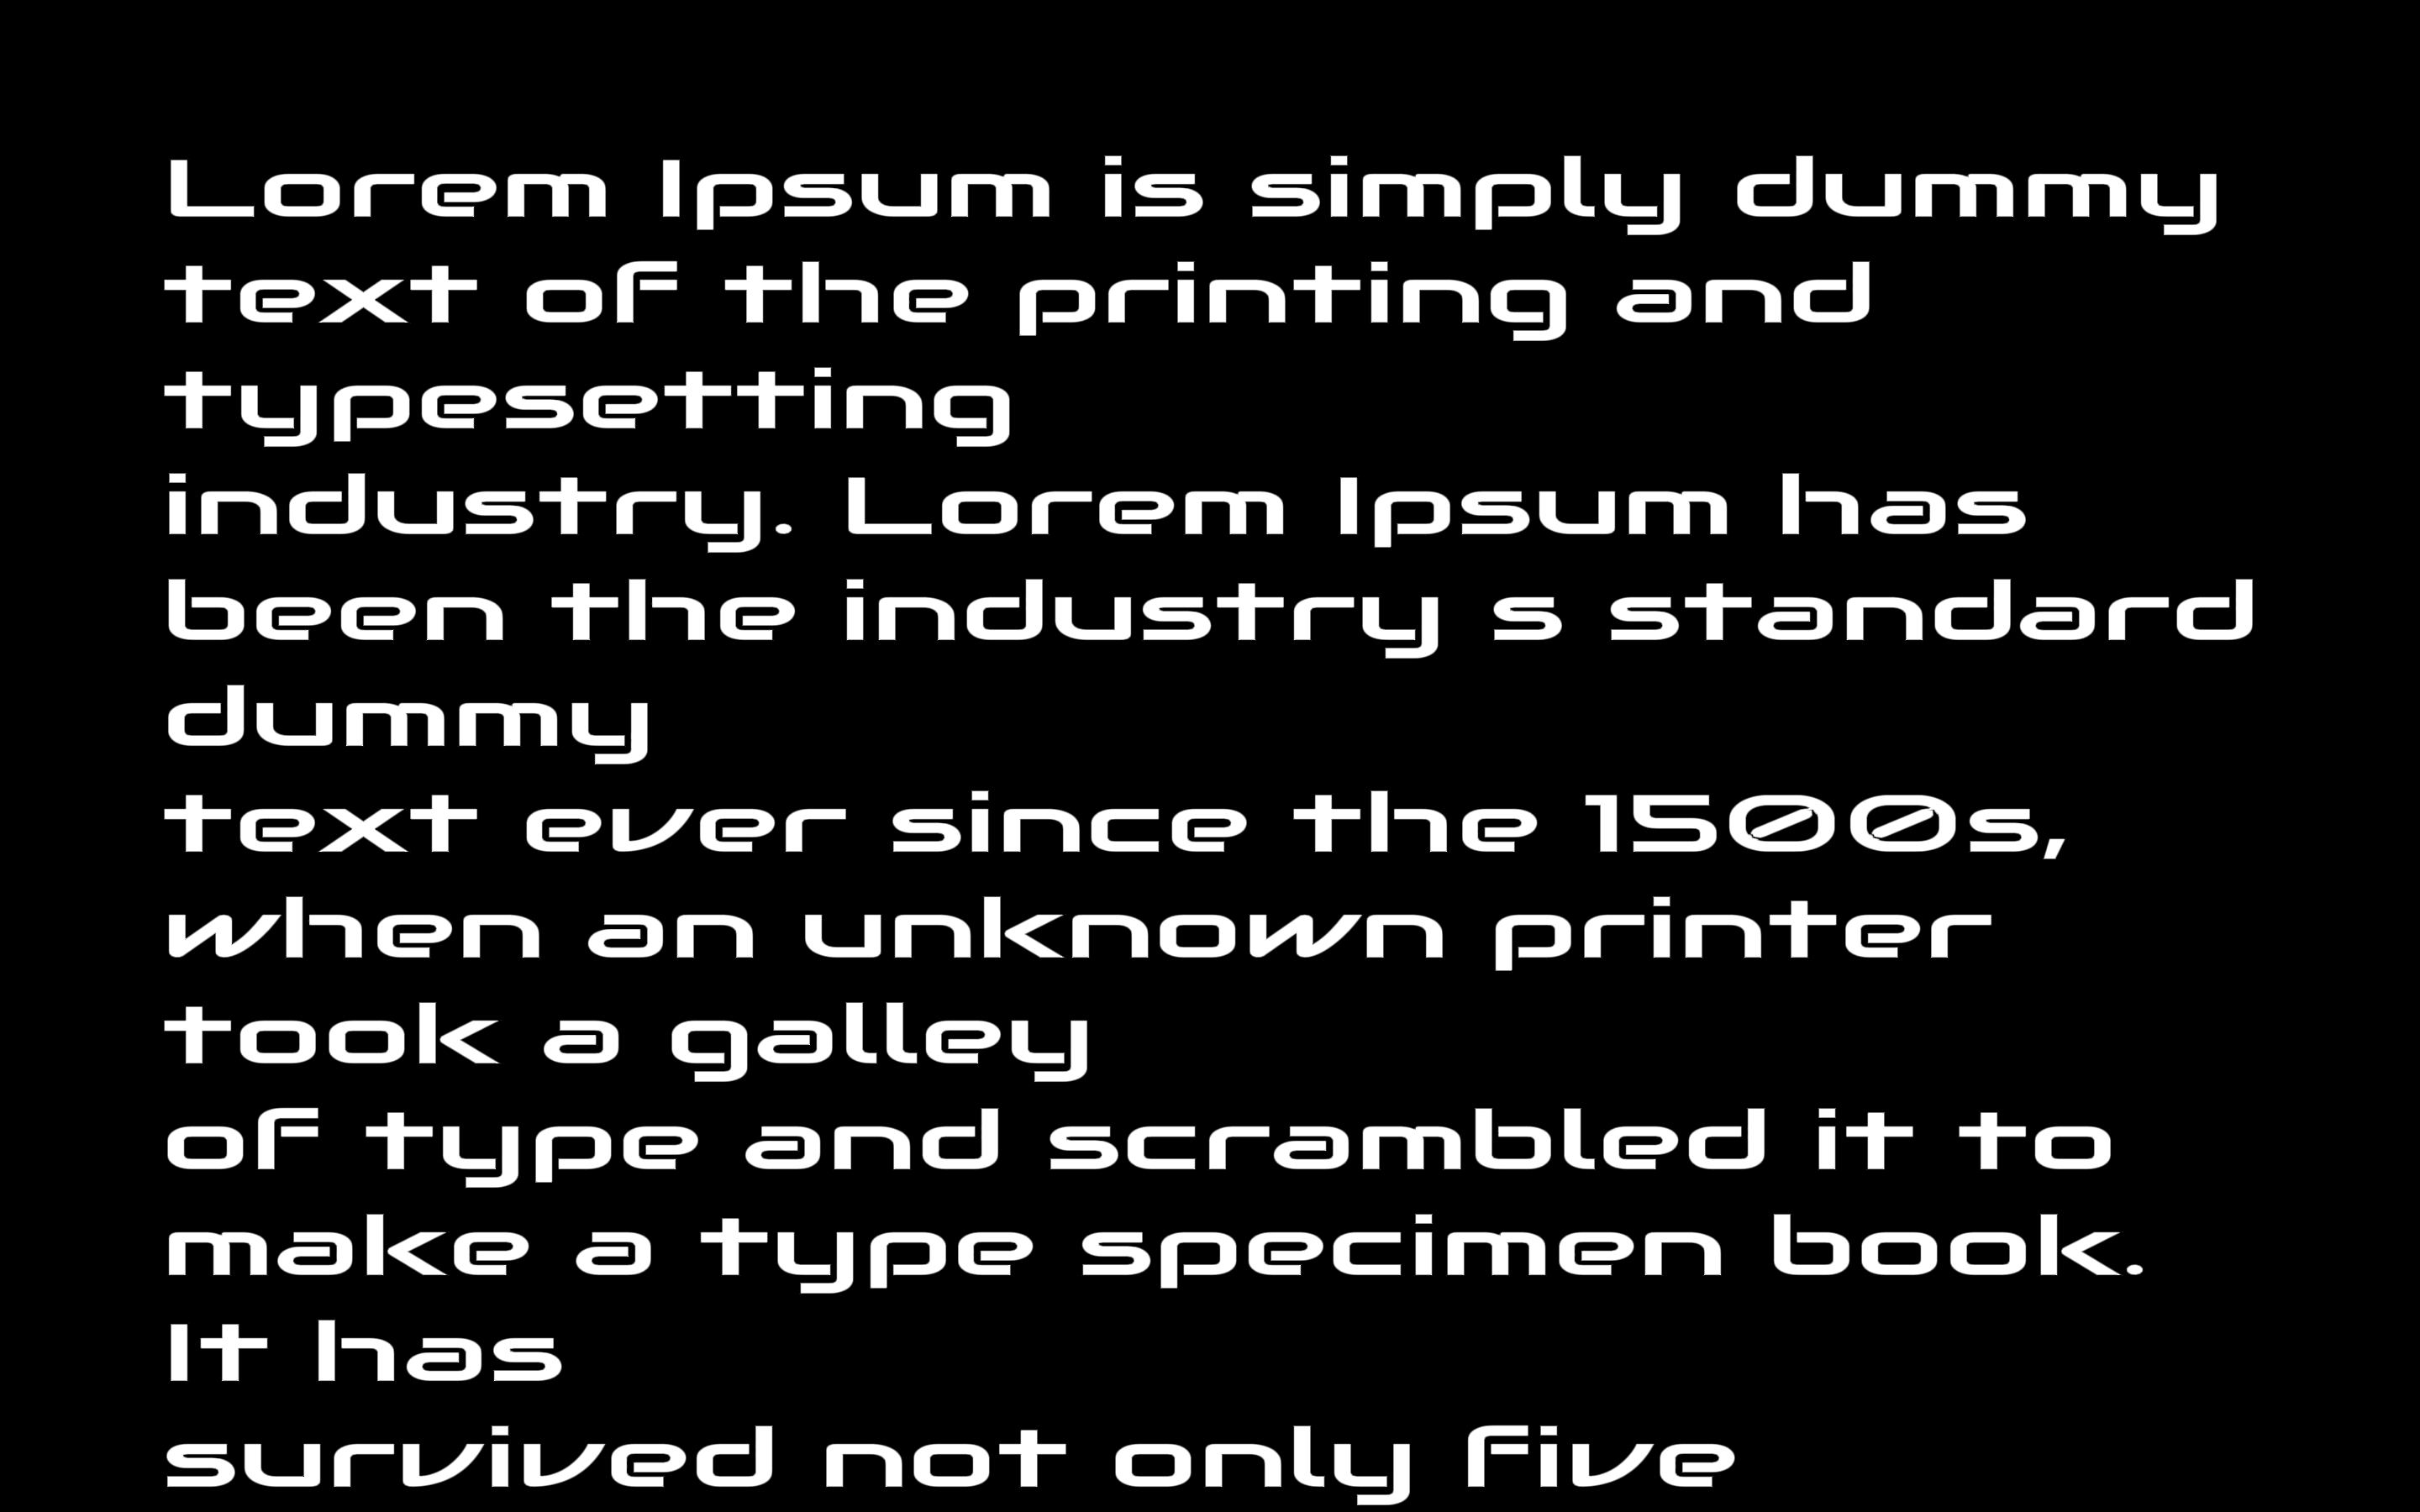 Lorem Ipsum is simply dummy
text of the printing and
typesetting
industry. Lorem Ipsum has
been the industry s standard
dummy
text ever since the 1500s,
when an unknown printer
took a galley
of type and scrambled it to
make a type specimen book.
It has
survived not only five